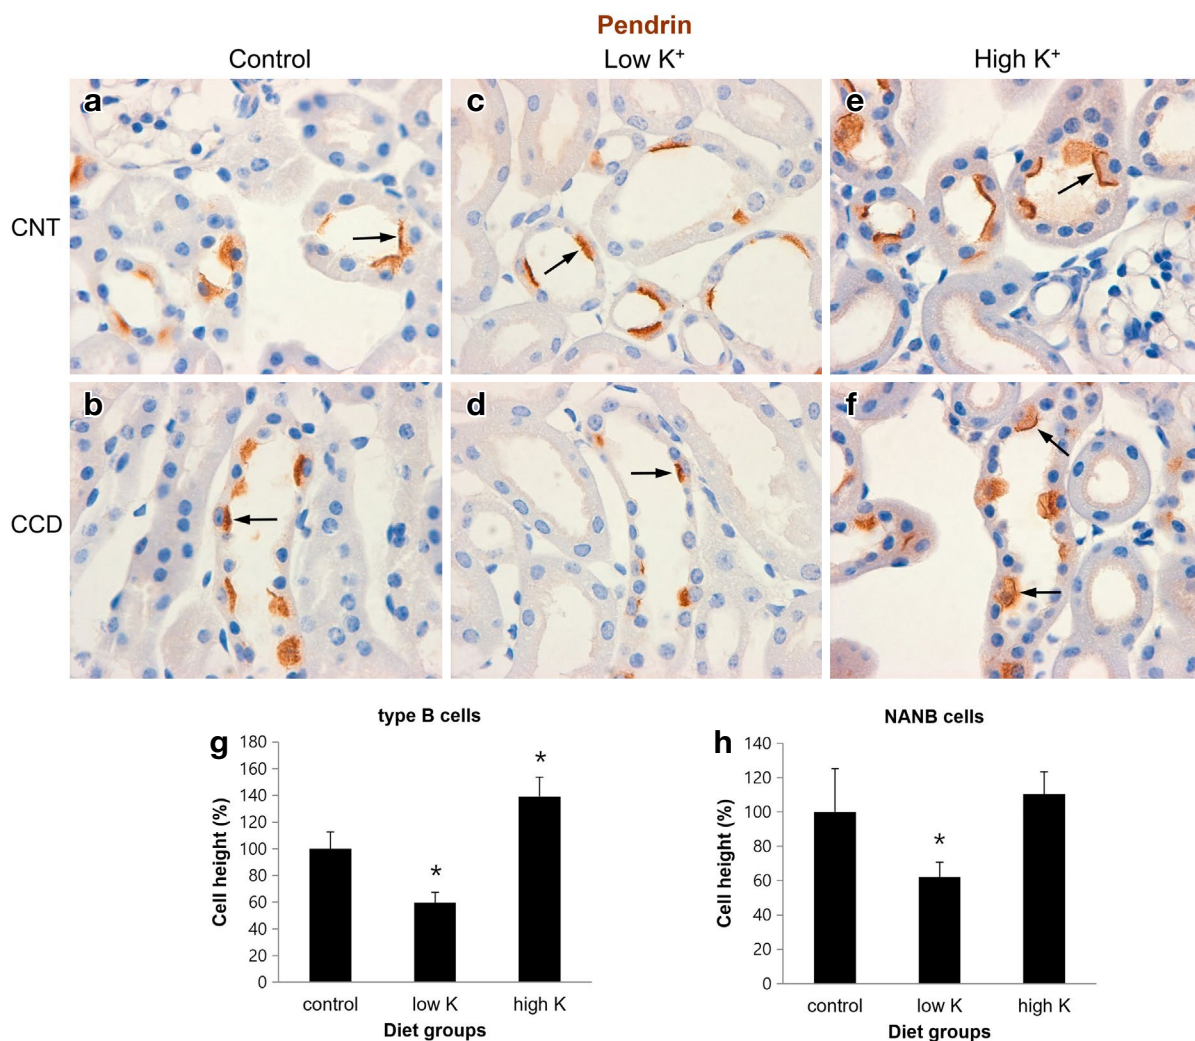 Pendrin
Control
Low K⁺
High K⁺
a
c
e
CNT
b
d
f
CCD
type B cells
g
Cell height (%)
180
160
140
120
100
80
60
40
20
0
*
*
control
low K
high K
Diet groups
NANB cells
h
Cell height (%)
140
120
100
80
60
40
20
0
*
control
low K
high K
Diet groups